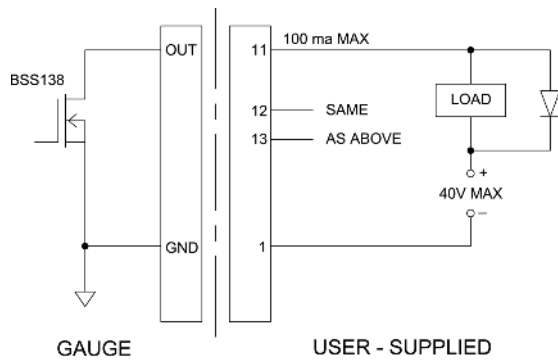 OUT
11
100 ma MAX
BSS138
LOAD
12
SAME
13
AS ABOVE
+
40V MAX
–
GND
1
GAUGE
USER - SUPPLIED